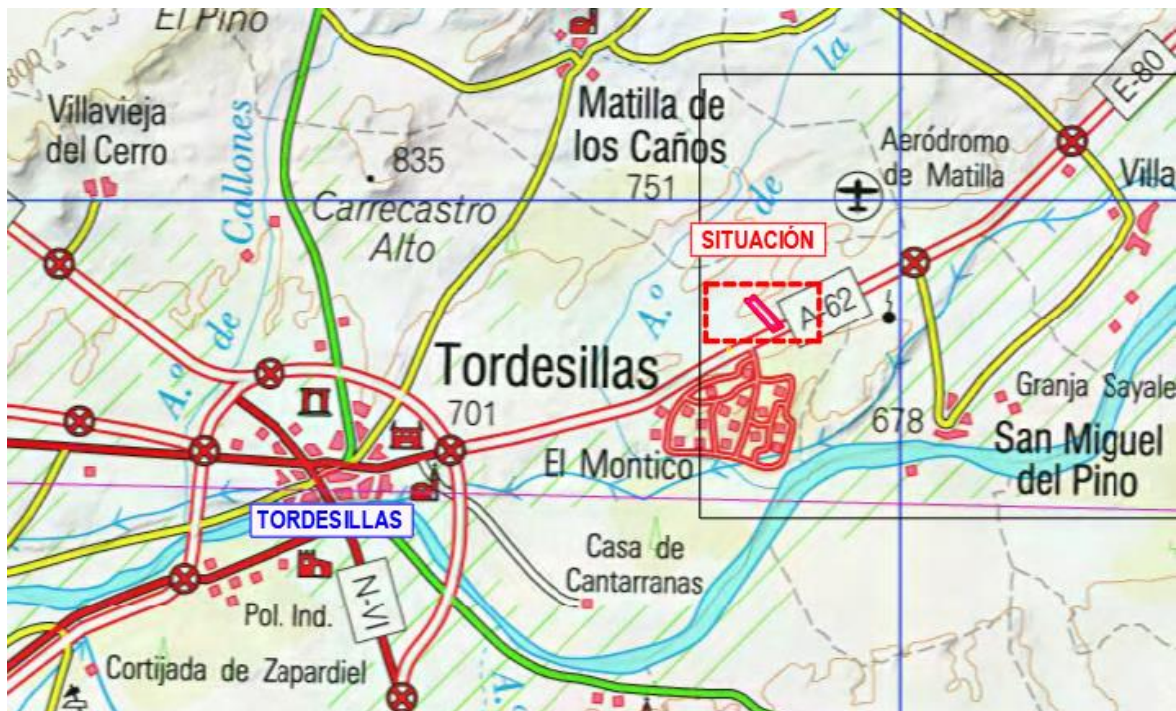 El Pino
800
Villavieja
del Cerro
A.º de Callones
835
Carrecastro
Alto
Matilla de
los Caños
751
A.º de la
Aeródromo
de Matilla
E-80
Villa
SITUACIÓN
A-62
Tordesillas
701
El Montico
678
Granja Sayale
San Miguel
del Pino
TORDESILLAS
Casa de
Cantarranas
N-VI
Pol. Ind.
Cortijada de Zapardiel
A.º